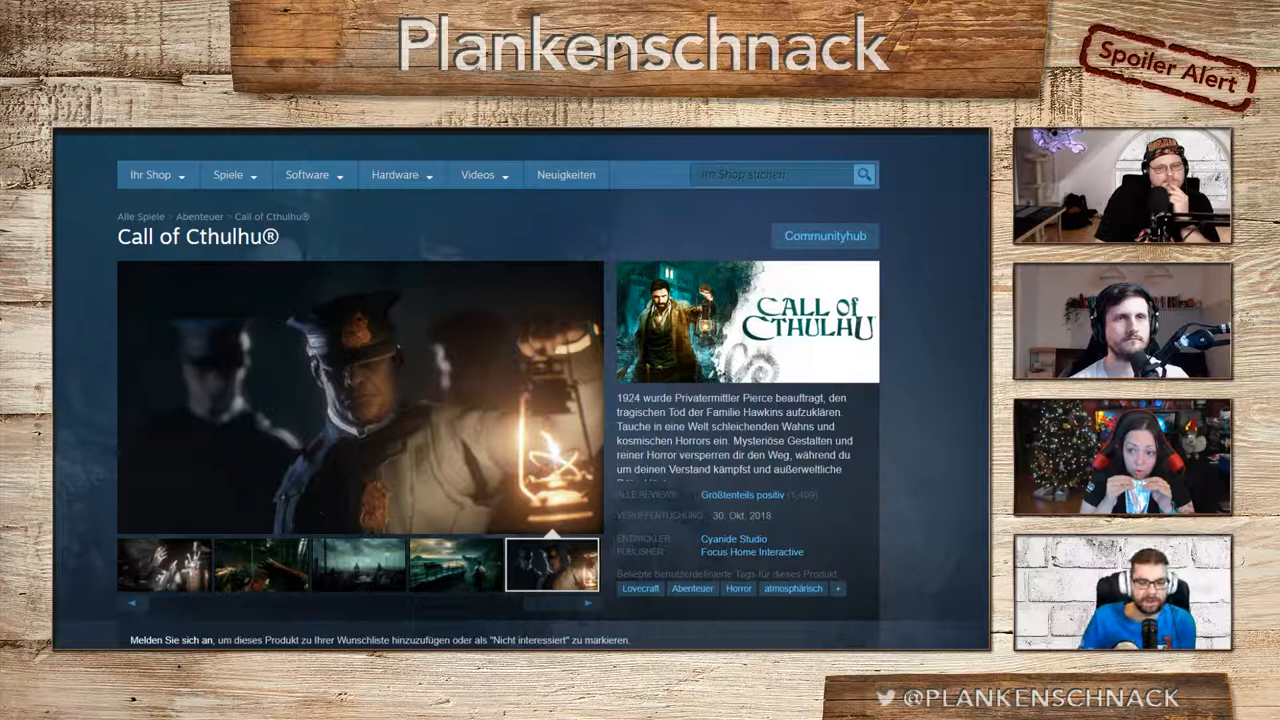 Plankenschnack
Spoiler Alert
Ihr Shop Spiele Software Hardware Videos Neuigkeiten Im Shop suchen
Alle Spiele > Abenteuer > Call of Cthulhu®
Call of Cthulhu®
Communityhub
CALL of CTHULHU
1924 wurde Privatermittler Pierce beauftragt, den
tragischen Tod der Familie Hawkins aufzuklären.
Tauche in eine Welt schleichenden Wahns und
kosmischen Horrors ein. Mysteriöse Gestalten und
reiner Horror versperren dir den Weg, während du
um deinen Verstand kämpfst und außerweltliche
ALLE REVIEWS: Größtenteils positiv (1,409)
VERÖFFENTLICHUNG: 30. Okt. 2018
ENTWICKLER: Cyanide Studio
PUBLISHER: Focus Home Interactive
Beliebte benutzerdefinierte Tags für dieses Produkt
Lovecraft Abenteuer Horror atmosphärisch +
Melden Sie sich an, um dieses Produkt zu Ihrer Wunschliste hinzuzufügen oder als "Nicht interessiert" zu markieren.
@PLANKENSCHNACK